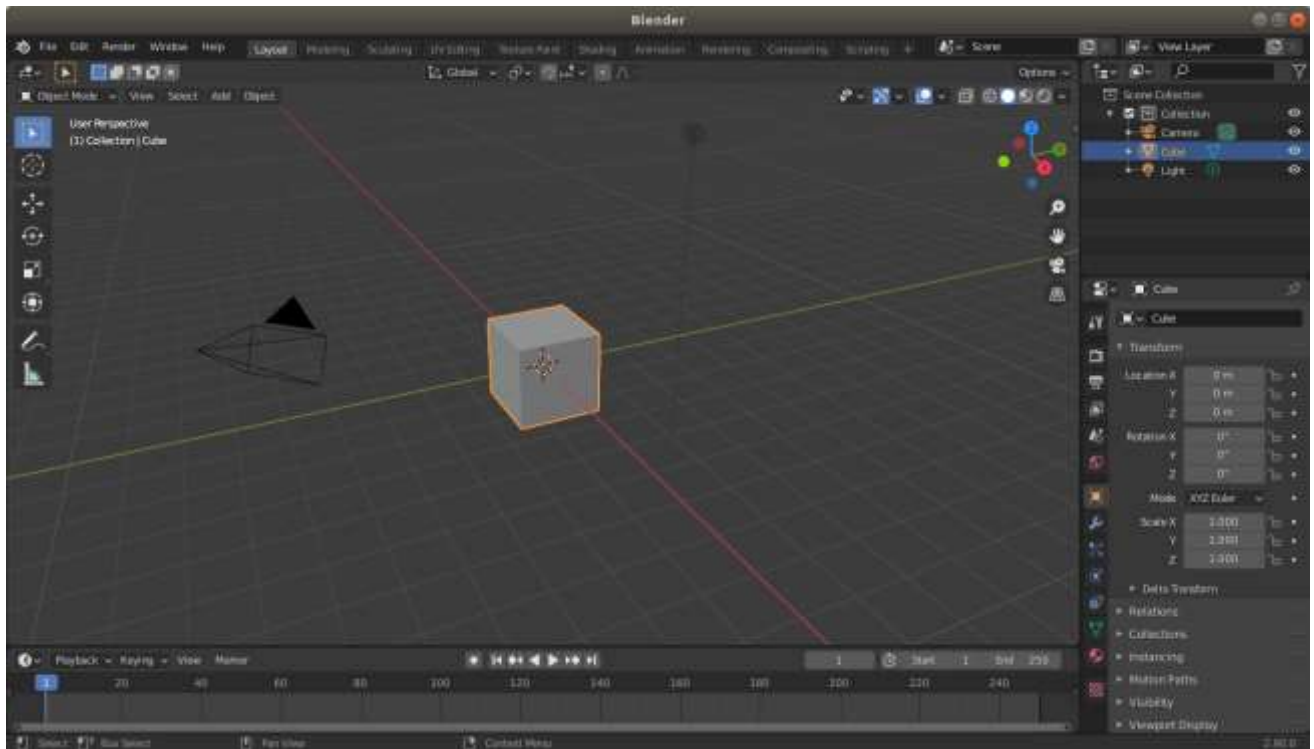 Blender
File Edit Render Window Help Layout Modeling Sculpting UV Editing Texture Paint Shading Animation Rendering Compositing Scripting + Scene View Layer
Global Options
Object Mode View Select Add Object
User Perspective
(1) Collection | Cube
Scene Collection
Collection
Camera
Cube
Light
Cube
Cube
Transform
Location X 0 m
Y 0 m
Z 0 m
Rotation X 0°
Y 0°
Z 0°
Mode XYZ Euler
Scale X 1.000
Y 1.000
Z 1.000
Delta Transform
Relations
Collections
Instancing
Motion Paths
Visibility
Viewport Display
Playback Keying View Marker 1 Start 1 End 250
1 20 40 60 80 100 120 140 160 180 200 220 240
Select Box Select Pan View Context Menu 2.90.0